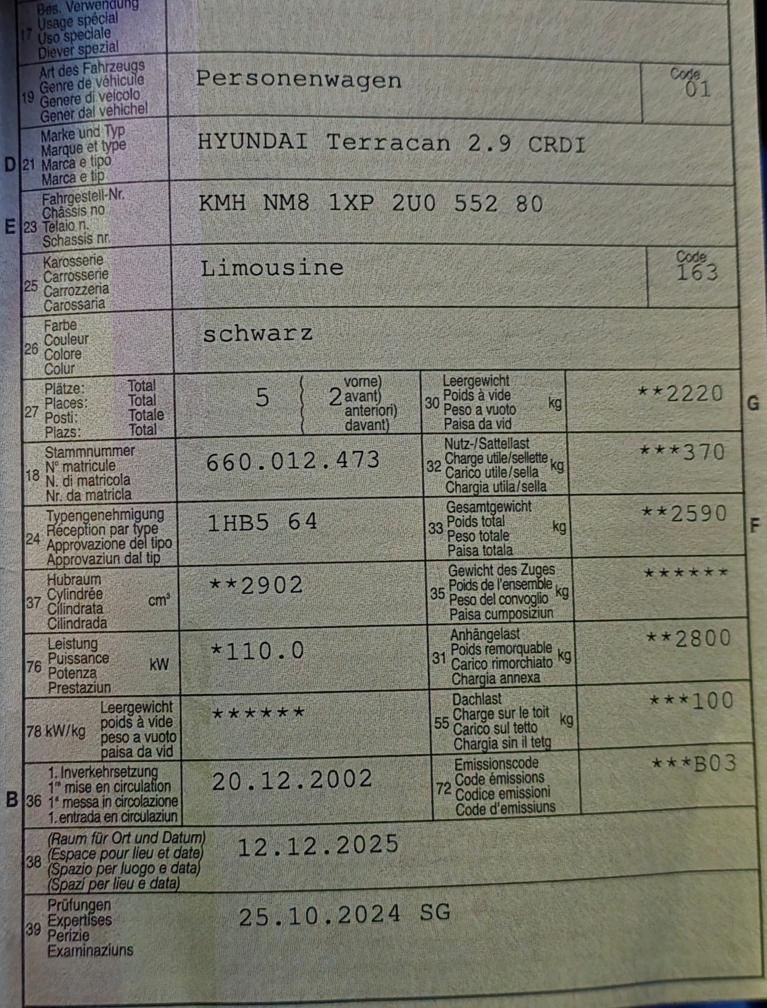 Bes. Verwendung
Usage spécial
17 Uso speciale
Diever spezial
Art des Fahrzeugs
Genre de véhicule
19 Genere di veicolo
Gener dal vehichel
Personenwagen
Code
01
Marke und Typ
Marque et type
D 21 Marca e tipo
Marca e tip
HYUNDAI Terracan 2.9 CRDI
Fahrgestell-Nr.
Châssis no
E 23 Telaio n.
Schassis nr.
KMH NM8 1XP 2U0 552 80
Karosserie
Carrosserie
25 Carrozzeria
Carossaria
Limousine
Code
163
Farbe
Couleur
26 Colore
Colur
schwarz
Plätze: Total
Places: Total
27 Posti: Totale
Plazs: Total
5 ( 2 vorne)
avant)
anteriori)
davant)
Leergewicht
Poids à vide
30 Peso a vuoto kg
Paisa da vid
**2220 G
Stammnummer
N° matricule
18 N. di matricola
Nr. da matricla
660.012.473
Nutz-/Sattellast
Charge utile/sellette
32 Carico utile/sella kg
Chargia utila/sella
***370
Typengenehmigung
Réception par type
24 Approvazione del tipo
Approvaziun dal tip
1HB5 64
Gesamtgewicht
Poids total
33 Peso totale kg
Paisa totala
**2590 F
Hubraum
Cylindrée
37 Cilindrata cm³
Cilindrada
**2902
Gewicht des Zuges
Poids de l'ensemble
35 Peso del convoglio kg
Paisa cumposiziun
******
Leistung
Puissance
76 Potenza kW
Prestaziun
*110.0
Anhängelast
Poids remorquable
31 Carico rimorchiato kg
Chargia annexa
**2800
Leergewicht
poids à vide
78 kW/kg peso a vuoto
paisa da vid
******
Dachlast
Charge sur le toit
55 Carico sul tetto kg
Chargia sin il tetg
***100
1. Inverkehrsetzung
1re mise en circulation
B 36 1a messa in circolazione
1. entrada en circulaziun
20.12.2002
Emissionscode
Code émissions
72 Codice emissioni
Code d'emissiuns
***B03
(Raum für Ort und Datum)
(Espace pour lieu et date)
38 (Spazio per luogo e data)
(Spazi per lieu e data)
12.12.2025
Prüfungen
Expertises
39 Perizie
Examinaziuns
25.10.2024 SG